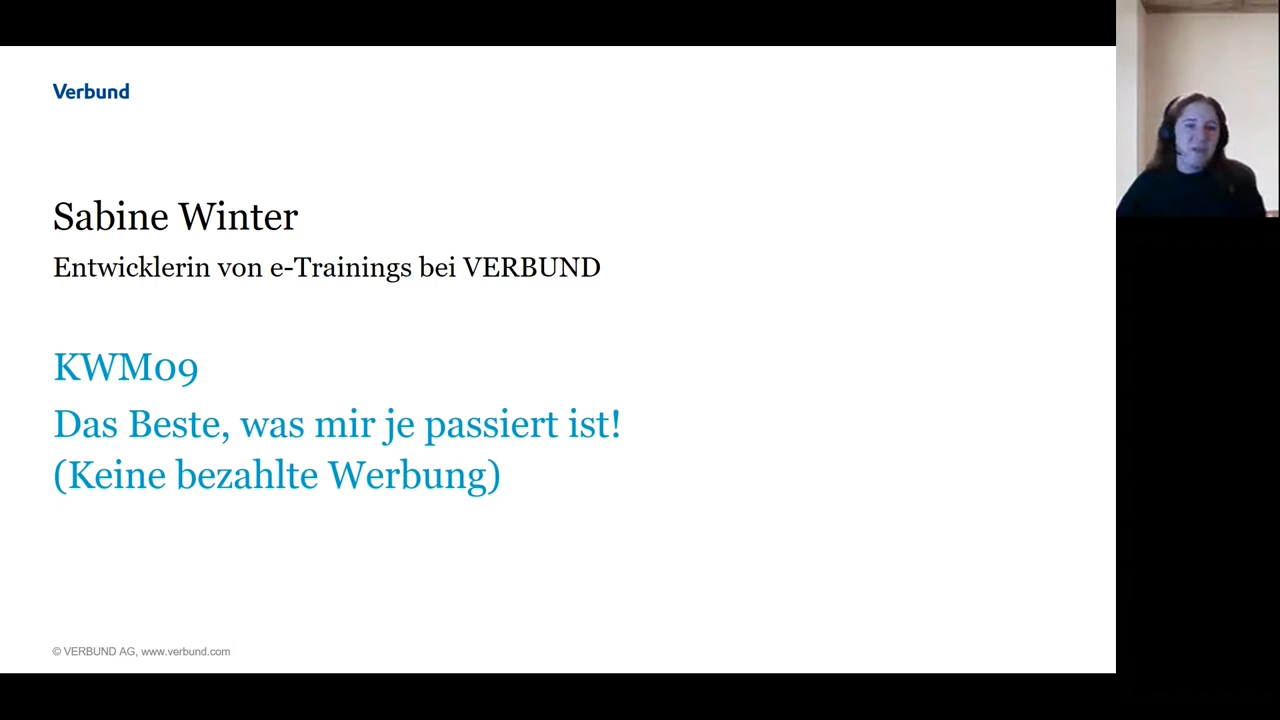 Verbund
Sabine Winter
Entwicklerin von e-Trainings bei VERBUND
KWM09
Das Beste, was mir je passiert ist!
(Keine bezahlte Werbung)
© VERBUND AG, www.verbund.com